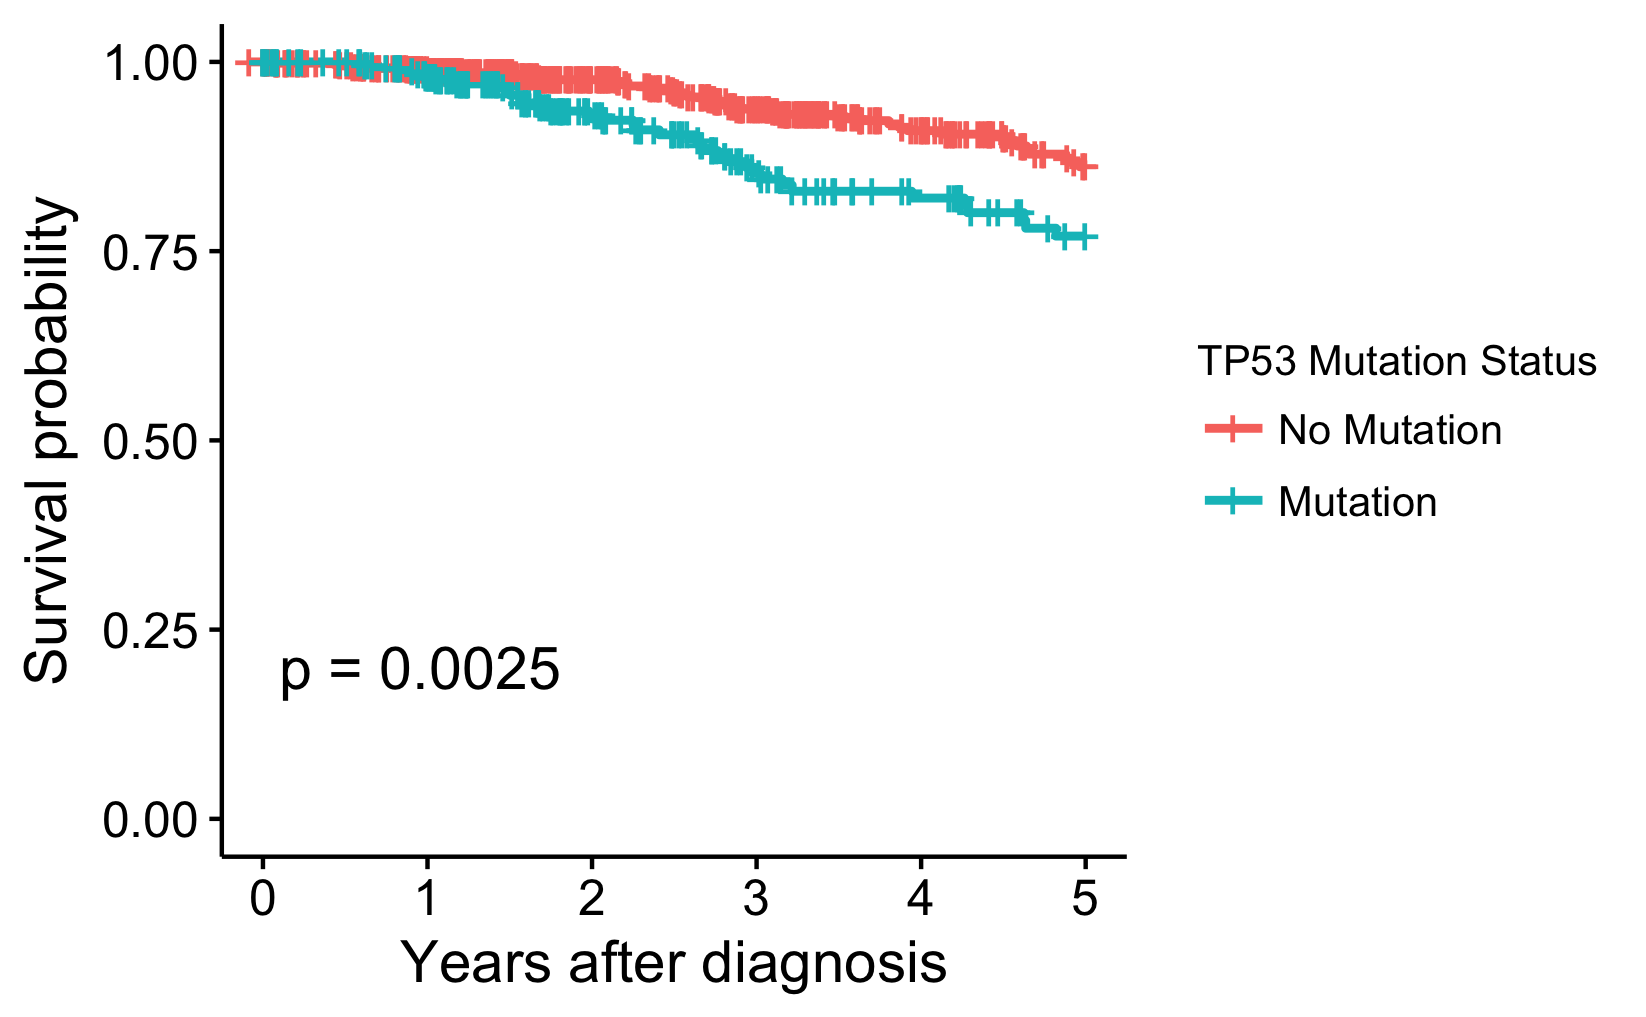 Survival probability
1.00
0.75
0.50
0.25
0.00
p = 0.0025
0 1 2 3 4 5
Years after diagnosis
TP53 Mutation Status
No Mutation
Mutation